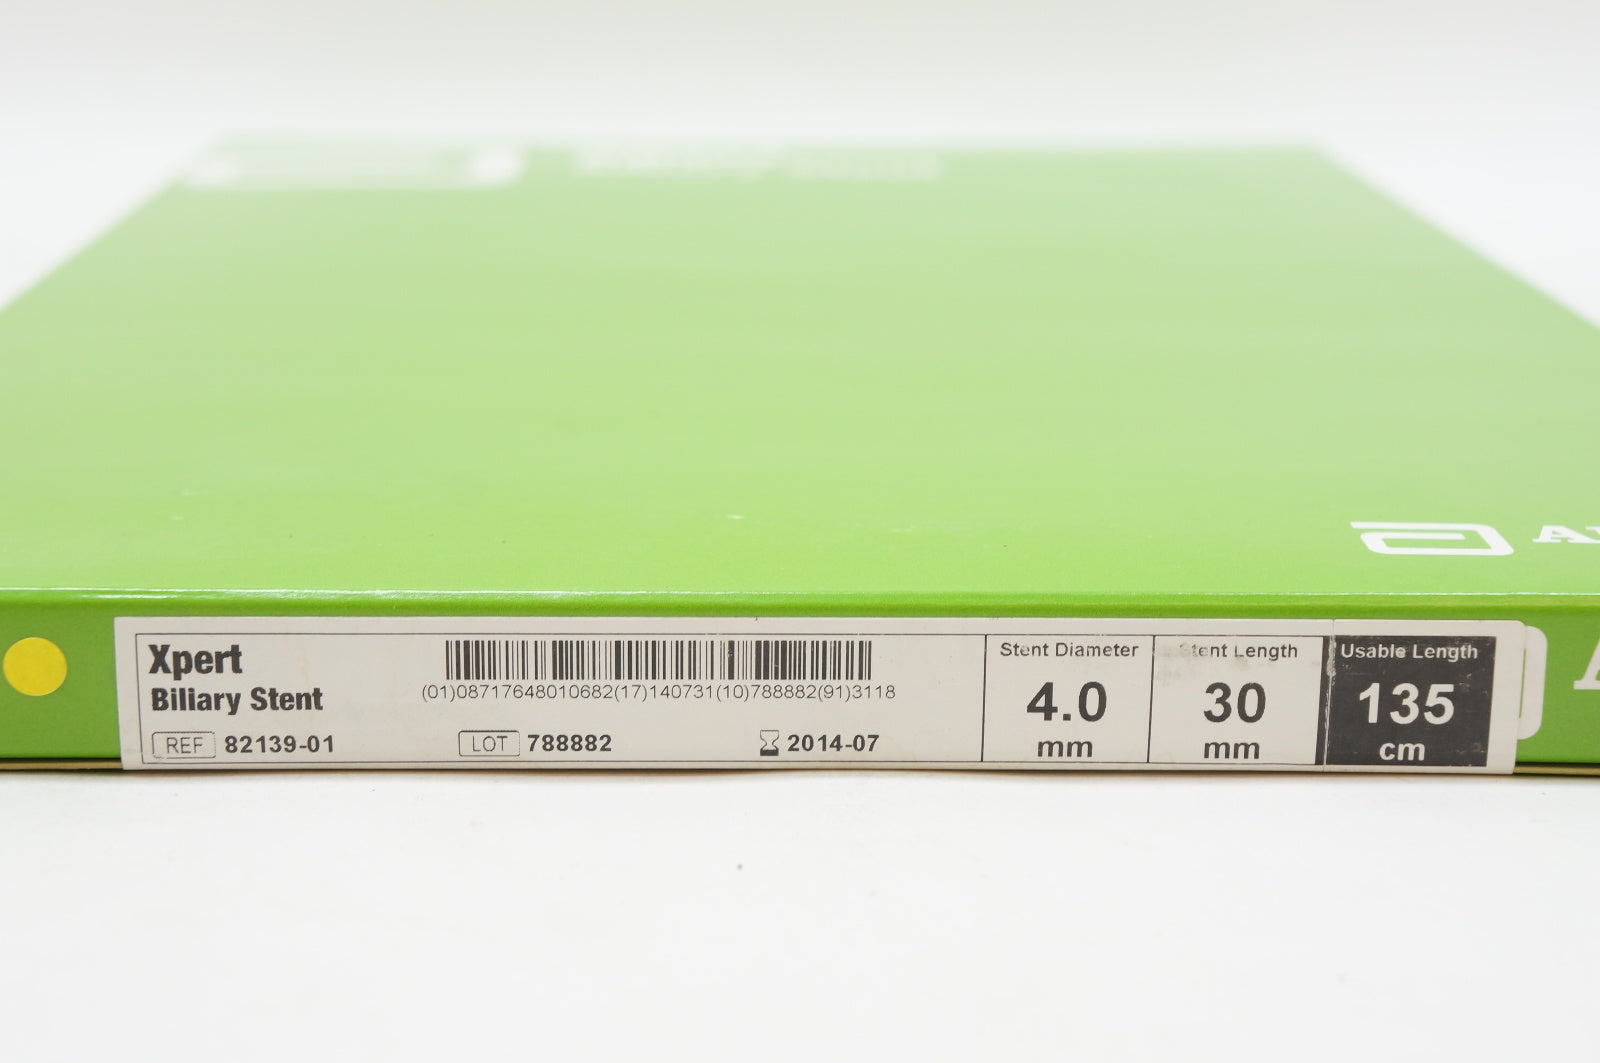 Xpert
Biliary Stent
REF 82139-01
(01)08717648010682(17)140731(10)788882(91)3118
LOT 788882
2014-07
Stent Diameter
4.0
mm
Stent Length
30
mm
Usable Length
135
cm